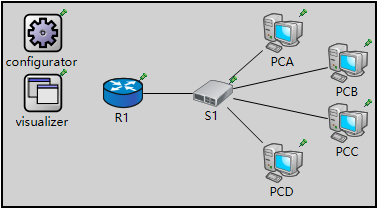 configurator
visualizer
R1
S1
PCA
PCB
PCC
PCD